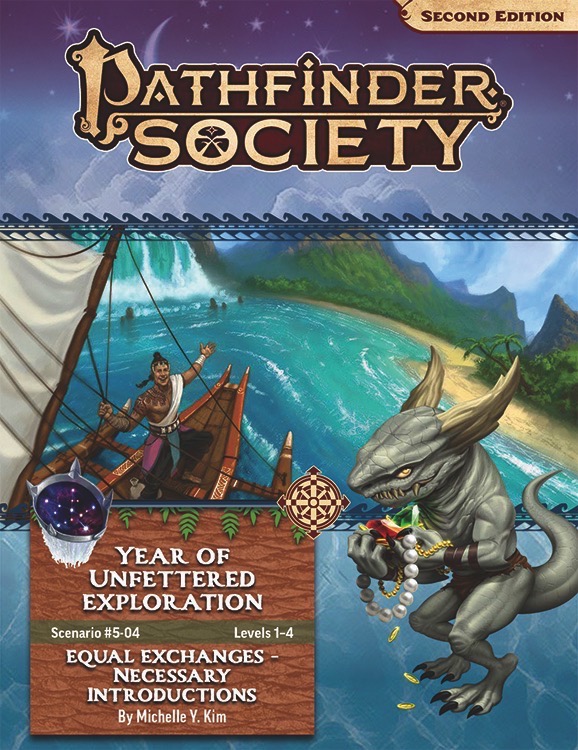 SECOND EDITION
PATHFINDER
SOCIETY
YEAR OF
UNFETTERED
EXPLORATION
Scenario #5-04 Levels 1–4
EQUAL EXCHANGES –
NECESSARY
INTRODUCTIONS
By Michelle Y. Kim